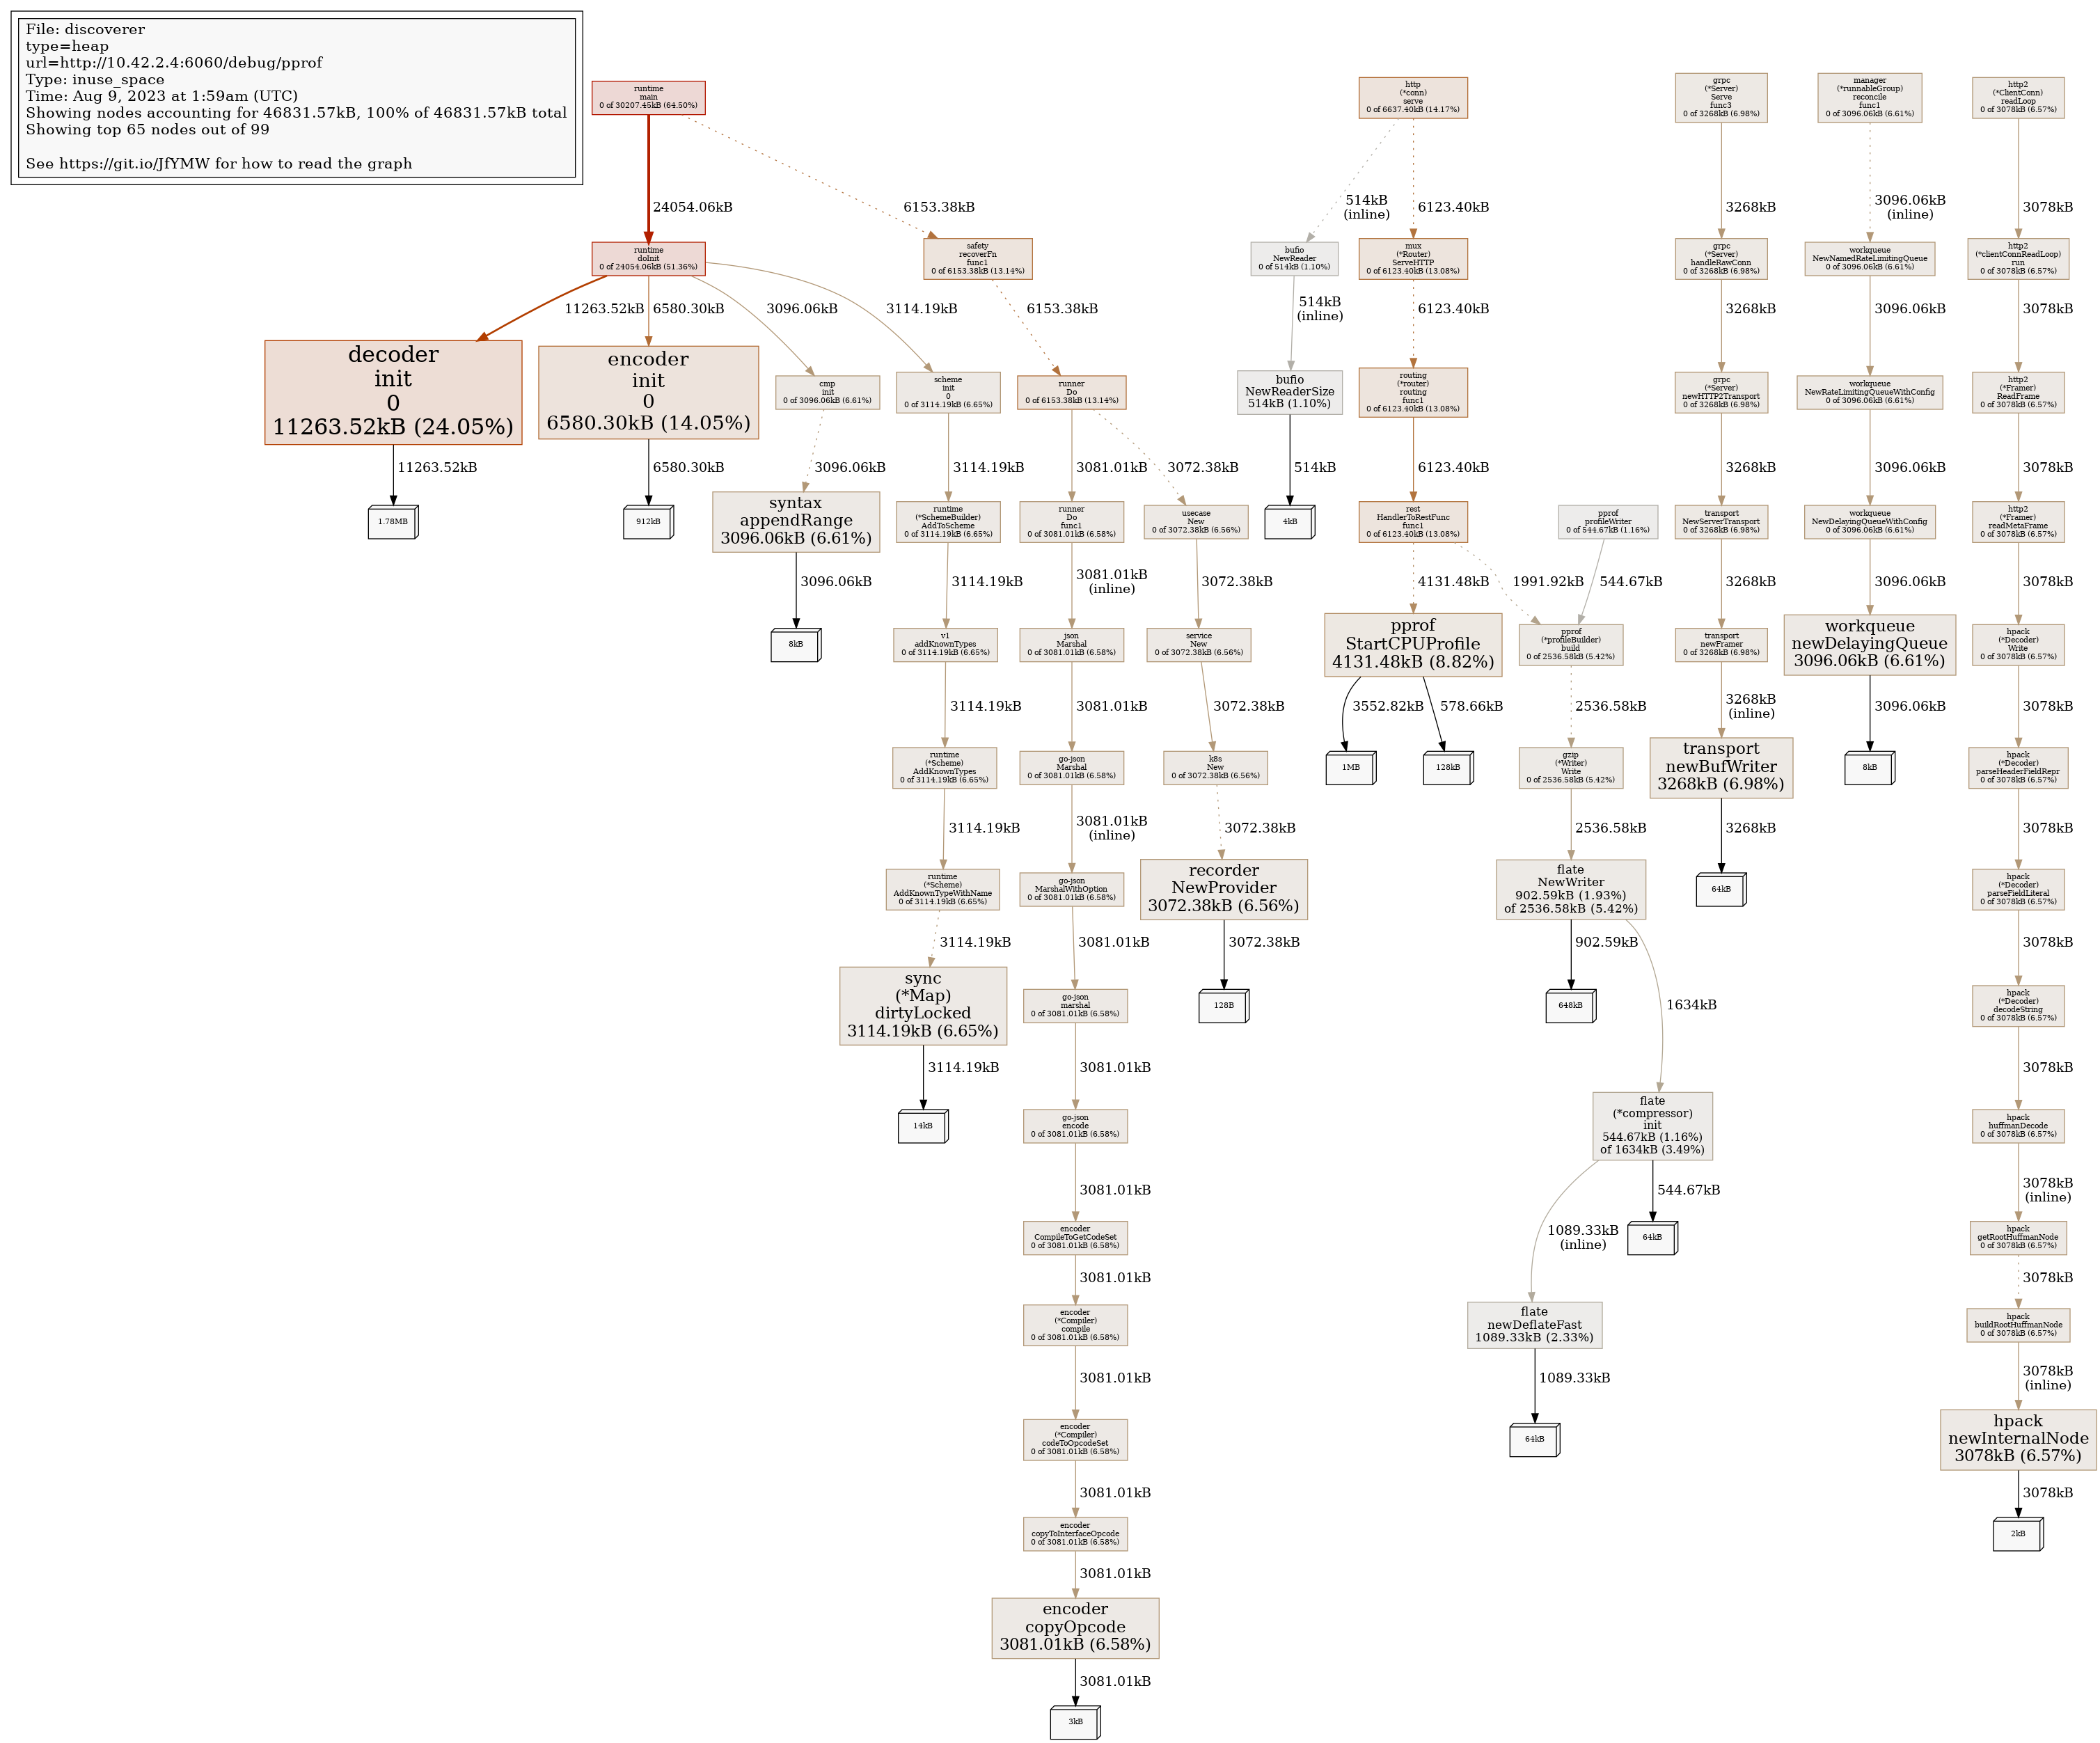 File: discoverer
type=heap
url=http://10.42.2.4:6060/debug/pprof
Type: inuse_space
Time: Aug 9, 2023 at 1:59am (UTC)
Showing nodes accounting for 46831.57kB, 100% of 46831.57kB total
Showing top 65 nodes out of 99
See https://git.io/JfYMW for how to read the graph
runtime
main
0 of 30207.45kB (64.50%)
http
(*conn)
serve
0 of 6637.40kB (14.17%)
grpc
(*Server)
Serve
func3
0 of 3268kB (6.98%)
manager
(*runnableGroup)
reconcile
func1
0 of 3096.06kB (6.61%)
http2
(*ClientConn)
readLoop
0 of 3078kB (6.57%)
24054.06kB
6153.38kB
514kB
(inline)
6123.40kB
3268kB
3096.06kB
(inline)
3078kB
runtime
doInit
0 of 24054.06kB (51.36%)
safety
recoverFn
func1
0 of 6153.38kB (13.14%)
bufio
NewReader
0 of 514kB (1.10%)
mux
(*Router)
ServeHTTP
0 of 6123.40kB (13.08%)
grpc
(*Server)
handleRawConn
0 of 3268kB (6.98%)
workqueue
NewNamedRateLimitingQueue
0 of 3096.06kB (6.61%)
http2
(*clientConnReadLoop)
run
0 of 3078kB (6.57%)
11263.52kB
6580.30kB
3096.06kB
3114.19kB
6153.38kB
514kB
(inline)
6123.40kB
3268kB
3096.06kB
3078kB
decoder
init
0
11263.52kB (24.05%)
encoder
init
0
6580.30kB (14.05%)
cmp
init
0 of 3096.06kB (6.61%)
scheme
init
0
0 of 3114.19kB (6.65%)
runner
Do
0 of 6153.38kB (13.14%)
bufio
NewReaderSize
514kB (1.10%)
routing
(*router)
routing
func1
0 of 6123.40kB (13.08%)
grpc
(*Server)
newHTTP2Transport
0 of 3268kB (6.98%)
workqueue
NewRateLimitingQueueWithConfig
0 of 3096.06kB (6.61%)
http2
(*Framer)
ReadFrame
0 of 3078kB (6.57%)
11263.52kB
6580.30kB
3096.06kB
3114.19kB
3081.01kB
3072.38kB
514kB
6123.40kB
3268kB
3096.06kB
3078kB
1.78MB
912kB
syntax
appendRange
3096.06kB (6.61%)
runtime
(*SchemeBuilder)
AddToScheme
0 of 3114.19kB (6.65%)
runner
Do
func1
0 of 3081.01kB (6.58%)
usecase
New
0 of 3072.38kB (6.56%)
4kB
rest
HandlerToRestFunc
func1
0 of 6123.40kB (13.08%)
pprof
profileWriter
0 of 544.67kB (1.16%)
transport
NewServerTransport
0 of 3268kB (6.98%)
workqueue
NewDelayingQueueWithConfig
0 of 3096.06kB (6.61%)
http2
(*Framer)
readMetaFrame
0 of 3078kB (6.57%)
3096.06kB
3114.19kB
3081.01kB
(inline)
3072.38kB
4131.48kB
1991.92kB
544.67kB
3268kB
3096.06kB
3078kB
8kB
v1
addKnownTypes
0 of 3114.19kB (6.65%)
json
Marshal
0 of 3081.01kB (6.58%)
service
New
0 of 3072.38kB (6.56%)
pprof
StartCPUProfile
4131.48kB (8.82%)
pprof
(*profileBuilder)
build
0 of 2536.58kB (5.42%)
transport
newFramer
0 of 3268kB (6.98%)
workqueue
newDelayingQueue
3096.06kB (6.61%)
hpack
(*Decoder)
Write
0 of 3078kB (6.57%)
3114.19kB
3081.01kB
3072.38kB
3552.82kB
578.66kB
2536.58kB
3268kB
(inline)
3096.06kB
3078kB
runtime
(*Scheme)
AddKnownTypes
0 of 3114.19kB (6.65%)
go-json
Marshal
0 of 3081.01kB (6.58%)
k8s
New
0 of 3072.38kB (6.56%)
1MB
128kB
gzip
(*Writer)
Write
0 of 2536.58kB (5.42%)
transport
newBufWriter
3268kB (6.98%)
8kB
hpack
(*Decoder)
parseHeaderFieldRepr
0 of 3078kB (6.57%)
3114.19kB
3081.01kB
(inline)
3072.38kB
2536.58kB
3268kB
3078kB
runtime
(*Scheme)
AddKnownTypeWithName
0 of 3114.19kB (6.65%)
go-json
MarshalWithOption
0 of 3081.01kB (6.58%)
recorder
NewProvider
3072.38kB (6.56%)
flate
NewWriter
902.59kB (1.93%)
of 2536.58kB (5.42%)
64kB
hpack
(*Decoder)
parseFieldLiteral
0 of 3078kB (6.57%)
3114.19kB
3081.01kB
3072.38kB
902.59kB
1634kB
3078kB
sync
(*Map)
dirtyLocked
3114.19kB (6.65%)
go-json
marshal
0 of 3081.01kB (6.58%)
128B
648kB
hpack
(*Decoder)
decodeString
0 of 3078kB (6.57%)
3114.19kB
3081.01kB
3078kB
14kB
go-json
encode
0 of 3081.01kB (6.58%)
flate
(*compressor)
init
544.67kB (1.16%)
of 1634kB (3.49%)
hpack
huffmanDecode
0 of 3078kB (6.57%)
3081.01kB
1089.33kB
(inline)
544.67kB
3078kB
(inline)
encoder
CompileToGetCodeSet
0 of 3081.01kB (6.58%)
64kB
hpack
getRootHuffmanNode
0 of 3078kB (6.57%)
3081.01kB
3078kB
encoder
(*Compiler)
compile
0 of 3081.01kB (6.58%)
flate
newDeflateFast
1089.33kB (2.33%)
hpack
buildRootHuffmanNode
0 of 3078kB (6.57%)
3081.01kB
1089.33kB
3078kB
(inline)
encoder
(*Compiler)
codeToOpcodeSet
0 of 3081.01kB (6.58%)
64kB
hpack
newInternalNode
3078kB (6.57%)
3081.01kB
3078kB
encoder
copyToInterfaceOpcode
0 of 3081.01kB (6.58%)
2kB
3081.01kB
encoder
copyOpcode
3081.01kB (6.58%)
3081.01kB
3kB